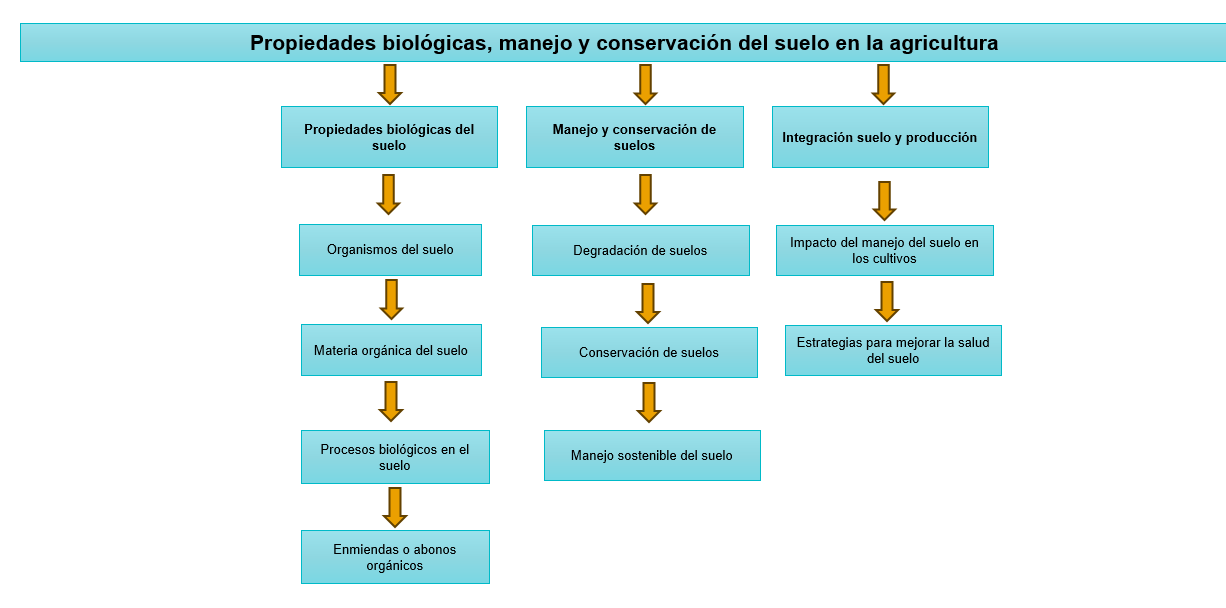 Propiedades biológicas, manejo y conservación del suelo en la agricultura
Propiedades biológicas del
suelo
Organismos del suelo
Materia orgánica del suelo
Procesos biológicos en el
suelo
Enmiendas o abonos
orgánicos
Manejo y conservación de
suelos
Degradación de suelos
Conservación de suelos
Manejo sostenible del suelo
Integración suelo y producción
Impacto del manejo del suelo en
los cultivos
Estrategias para mejorar la salud
del suelo